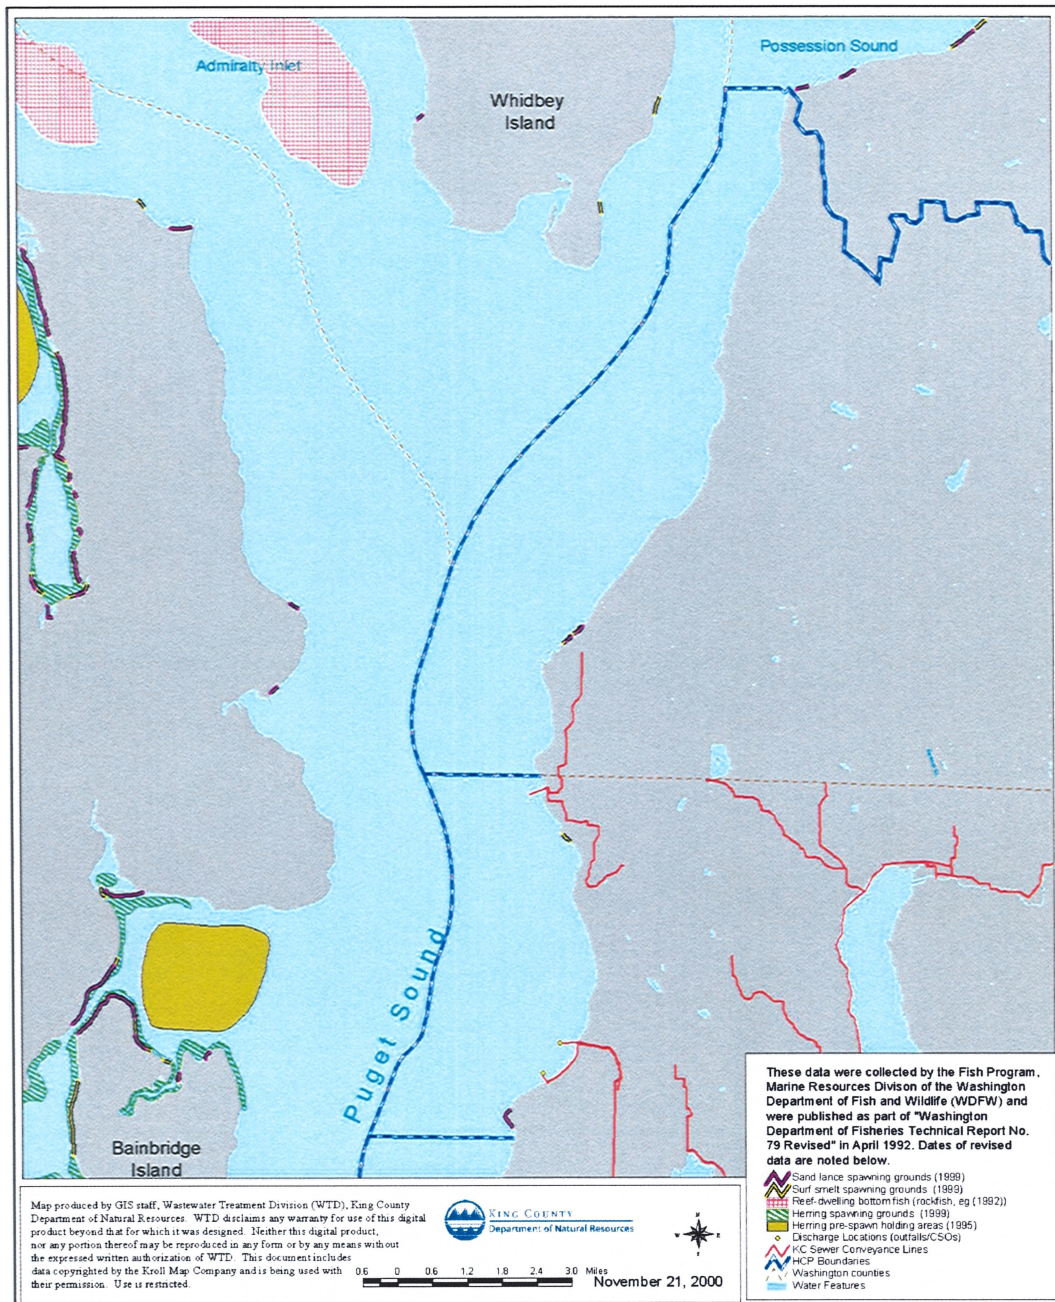 Admiralty Inlet
Possession Sound
Whidbey
Island
Puget Sound
Bainbridge
Island
These data were collected by the Fish Program,
Marine Resources Divison of the Washington
Department of Fish and Wildlife (WDFW) and
were published as part of "Washington
Department of Fisheries Technical Report No.
79 Revised" in April 1992. Dates of revised
data are noted below.
Sand lance spawning grounds (1999)
Surf smelt spawning grounds (1999)
Reef-dwelling bottomfish (rockfish, eg (1992))
Herring spawning grounds (1999)
Herring pre-spawn holding areas (1995)
Discharge Locations (outfalls/CSOs)
KC Sewer Conveyance Lines
HCP Boundaries
Washington counties
Water Features
Map produced by GIS staff, Wastewater Treatment Division (WTD), King County
Department of Natural Resources. WTD disclaims any warranty for use of this digital
product beyond that for which it was designed. Neither this digital product,
nor any portion thereof may be reproduced in any form or by any means without
the expressed written authorization of WTD. This document includes
data copyrighted by the Kroll Map Company and is being used with
their permission. Use is restricted.
KING COUNTY
Department of Natural Resources
N
W E
S
0.6 0 0.6 1.2 1.8 2.4 3.0 Miles
November 21, 2000